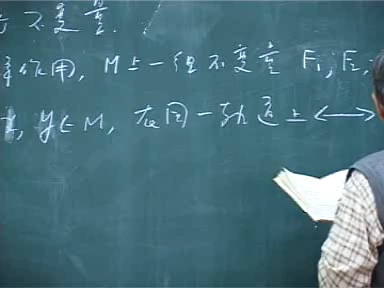 不变量.
群作用, M上一组不变量 F₁, F₂,
x, y∈M, 在同一轨道上 ⟷